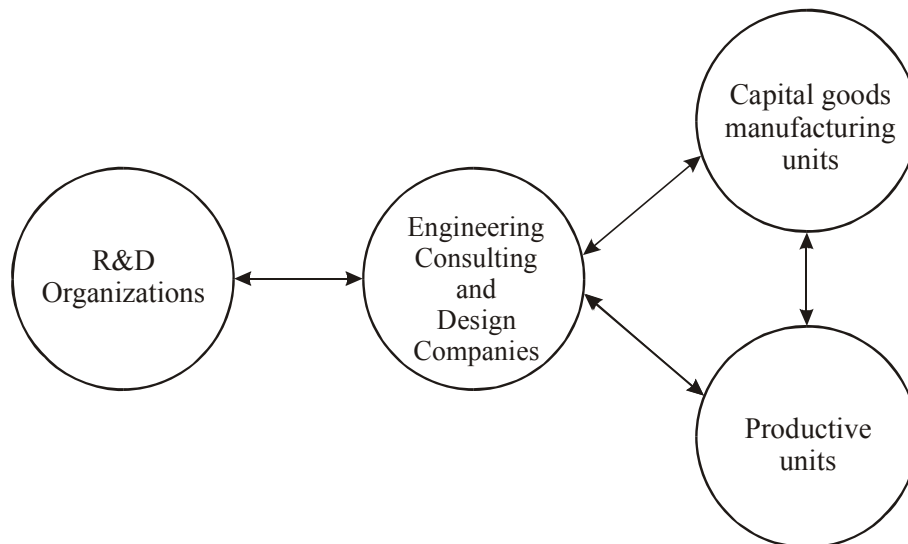 R&D
Organizations
Engineering
Consulting
and
Design
Companies
Capital goods
manufacturing
units
Productive
units